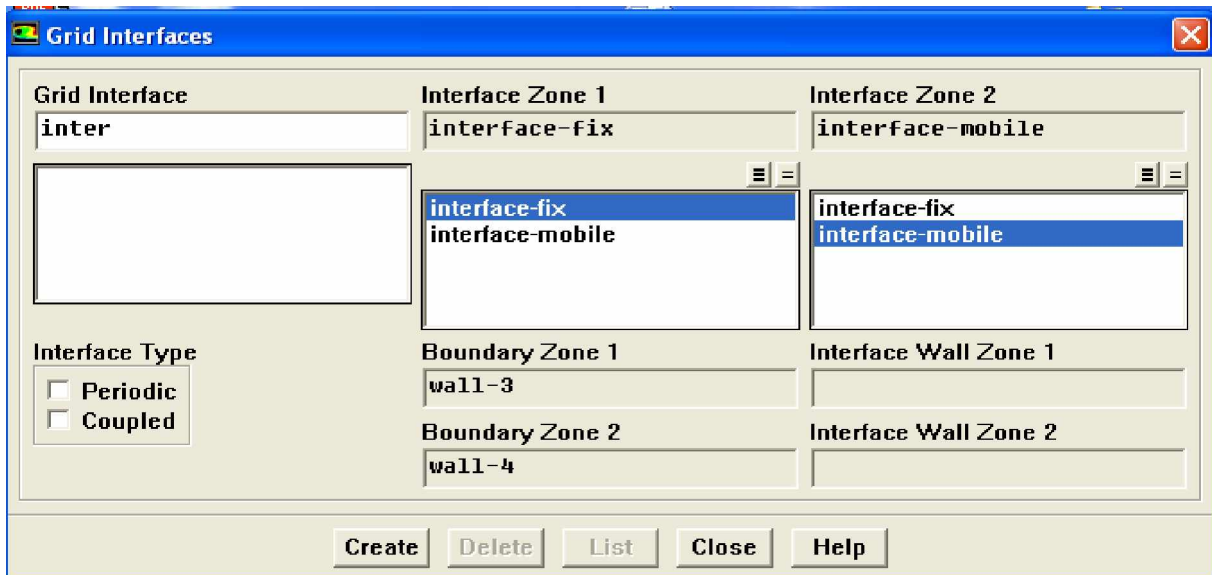 Grid Interfaces
Grid Interface
Interface Zone 1
Interface Zone 2
inter
interface-fix
interface-mobile
interface-fix
interface-mobile
interface-fix
interface-mobile
Interface Type
Periodic
Coupled
Boundary Zone 1
wall-3
Interface Wall Zone 1
Boundary Zone 2
wall-4
Interface Wall Zone 2
Create
Delete
List
Close
Help